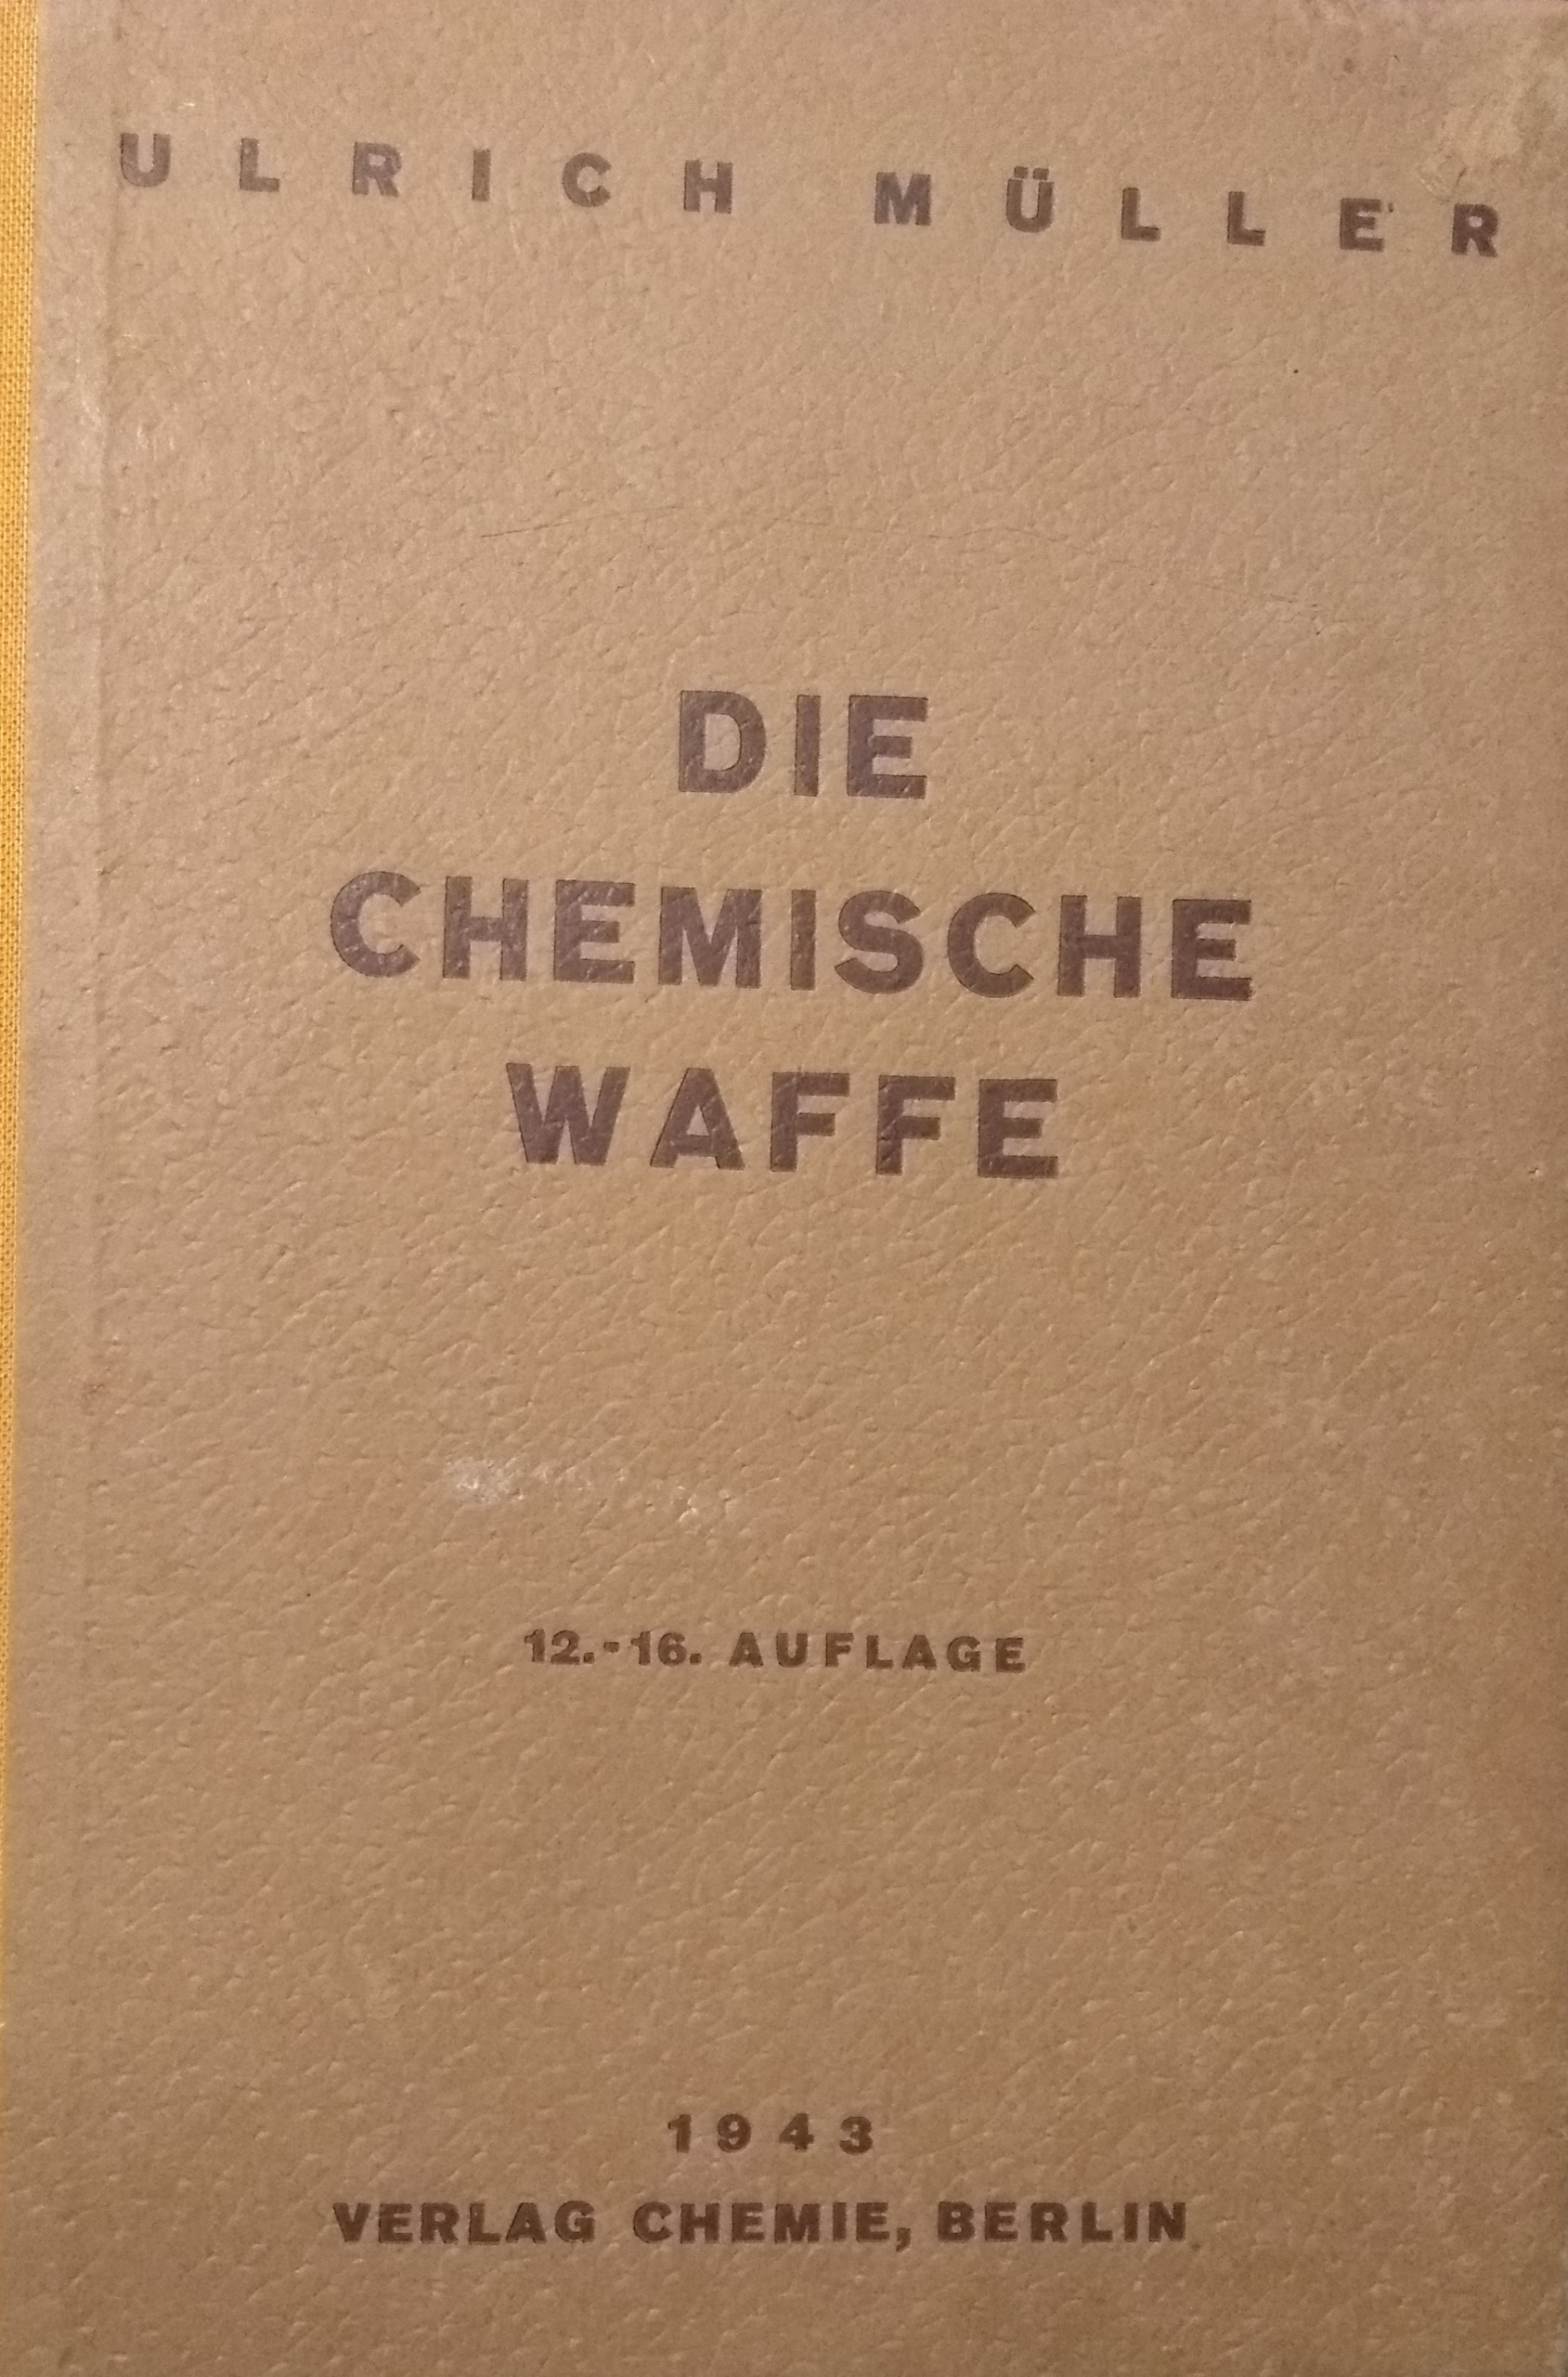 ULRICH MÜLLER
DIE
CHEMISCHE
WAFFE
12.-16. AUFLAGE
1943
VERLAG CHEMIE, BERLIN